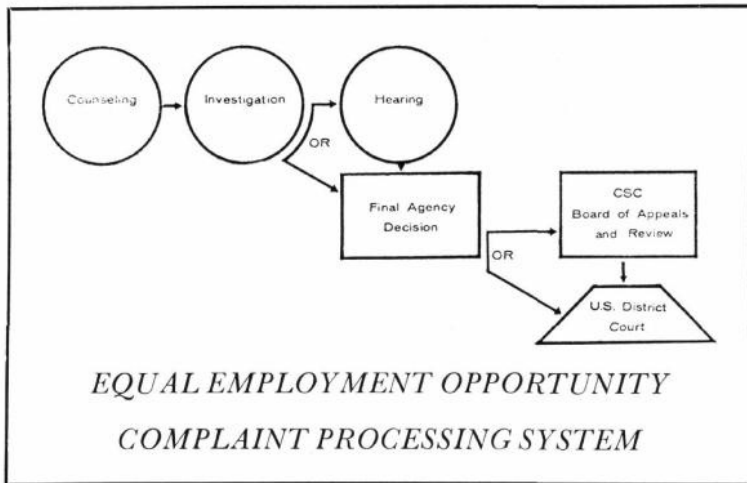 Counseling
Investigation
Hearing
OR
Final Agency
Decision
CSC
Board of Appeals
and Review
OR
U.S. District
Court
EQUAL EMPLOYMENT OPPORTUNITY
COMPLAINT PROCESSING SYSTEM